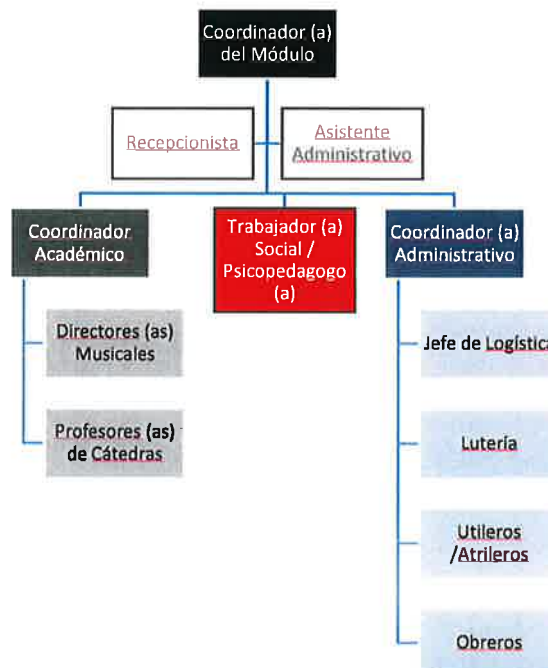 Coordinador (a)
del Módulo
Recepcionista
Asistente
Administrativo
Coordinador
Académico
Trabajador (a)
Social /
Psicopedagogo
(a)
Coordinador (a)
Administrativo
Directores (as)
Musicales
Profesores (as)
de Cátedras
Jefe de Logística
Lutería
Utileros
/Atrileros
Obreros